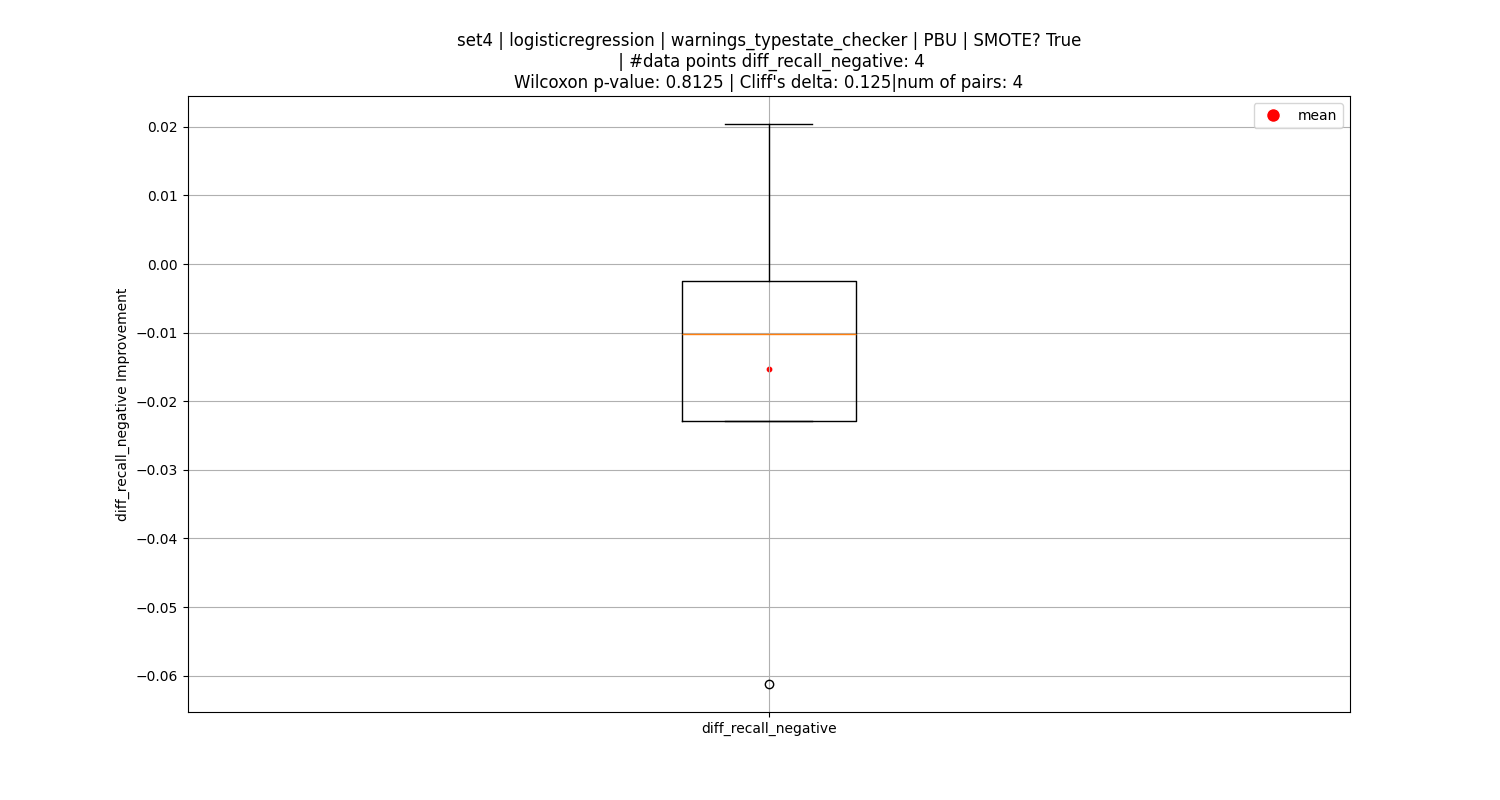 set4 | logisticregression | warnings_typestate_checker | PBU | SMOTE? True
| #data points diff_recall_negative: 4
Wilcoxon p-value: 0.8125 | Cliff's delta: 0.125|num of pairs: 4
mean
0.02
0.01
0.00
−0.01
−0.02
−0.03
−0.04
−0.05
−0.06
diff_recall_negative Improvement
diff_recall_negative